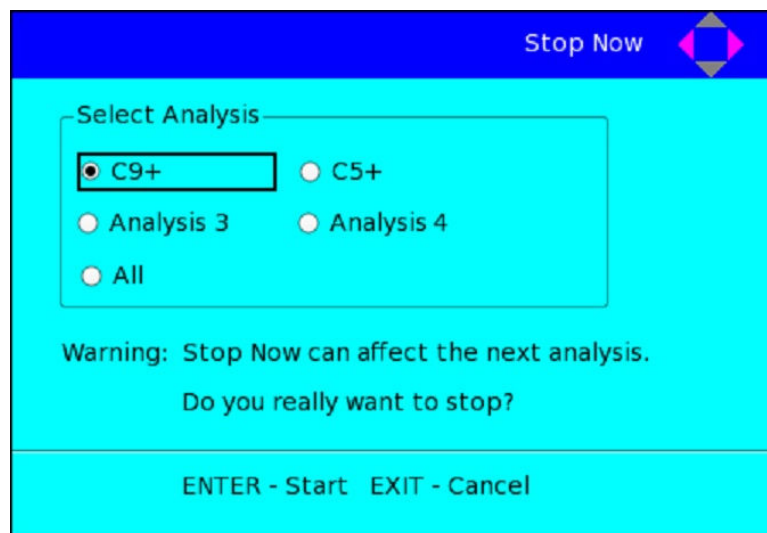 Stop Now
Select Analysis
C9+ C5+
Analysis 3 Analysis 4
All
Warning: Stop Now can affect the next analysis.
Do you really want to stop?
ENTER - Start EXIT - Cancel